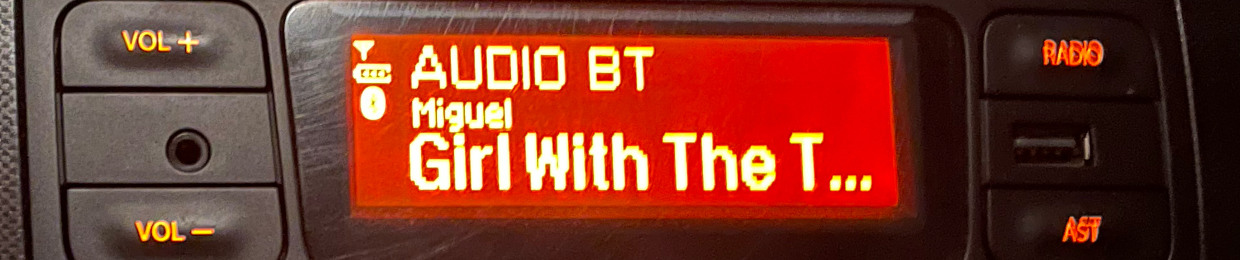 VOL +
AUDIO BT
RADIO
Miguel
Girl With The T...
VOL −
AST